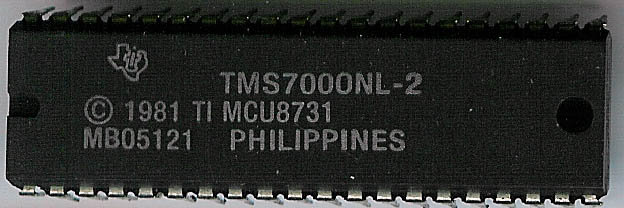 TMS7000NL-2
© 1981 TI MCU8731
MB05121 PHILIPPINES